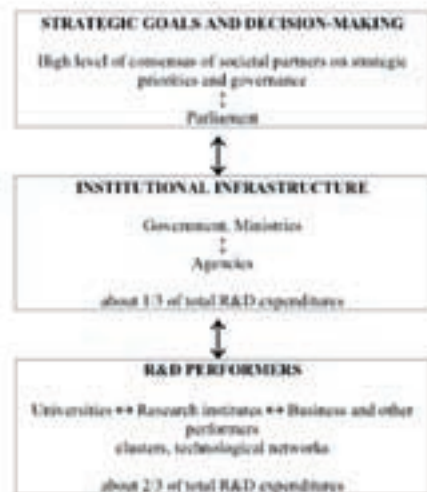 STRATEGIC GOALS AND DECISION-MAKING
High level of consensus of societal partners on strategic
priorities and governance
Parliament
INSTITUTIONAL INFRASTRUCTURE
Government, Ministries
Agencies
about 1/3 of total R&D expenditures
R&D PERFORMERS
Universities ↔ Research institutes ↔ Business and other
performers
clusters, technological networks
about 2/3 of total R&D expenditures